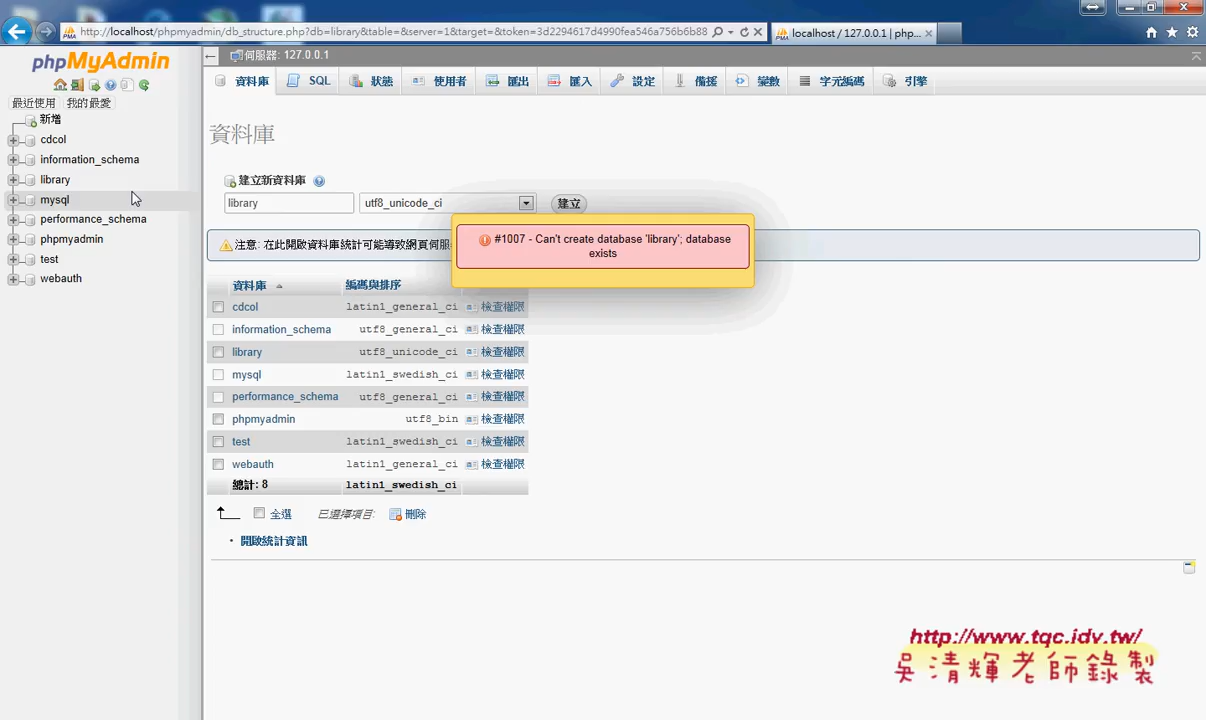 http://localhost/phpmyadmin/db_structure.php?db=library&table=&server=1&target=&token=3d2294617d4990fea546a756b6b88
localhost / 127.0.0.1 | php...
phpMyAdmin
伺服器: 127.0.0.1
資料庫 SQL 狀態 使用者 匯出 匯入 設定 備援 變數 字元編碼 引擎
最近使用 我的最愛
新增
cdcol
information_schema
library
mysql
performance_schema
phpmyadmin
test
webauth
資料庫
建立新資料庫
library utf8_unicode_ci 建立
注意: 在此開啟資料庫統計可能導致網頁伺服
#1007 - Can't create database 'library'; database
exists
資料庫 編碼與排序
cdcol latin1_general_ci 檢查權限
information_schema utf8_general_ci 檢查權限
library utf8_unicode_ci 檢查權限
mysql latin1_swedish_ci 檢查權限
performance_schema utf8_general_ci 檢查權限
phpmyadmin utf8_bin 檢查權限
test latin1_swedish_ci 檢查權限
webauth latin1_general_ci 檢查權限
總計: 8 latin1_swedish_ci
全選 已選擇項目: 刪除
開啟統計資訊
http://www.tqc.idv.tw/
吳清輝老師錄製